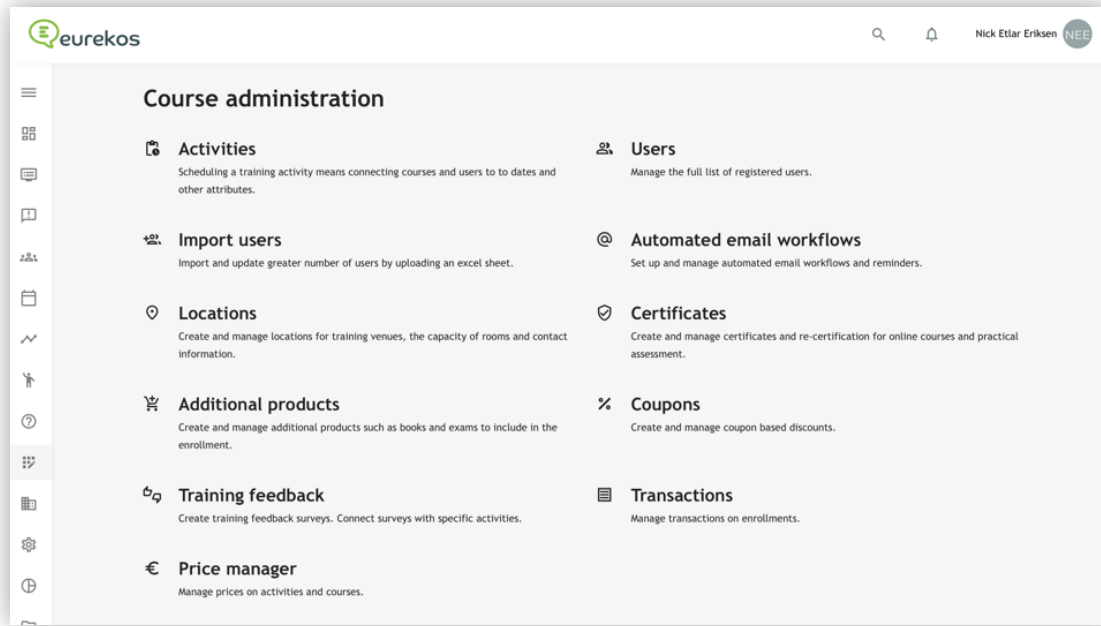 eurekos
Nick Etlar Eriksen
NEE
Course administration
Activities
Scheduling a training activity means connecting courses and users to to dates and
other attributes.
Users
Manage the full list of registered users.
Import users
Import and update greater number of users by uploading an excel sheet.
Automated email workflows
Set up and manage automated email workflows and reminders.
Locations
Create and manage locations for training venues, the capacity of rooms and contact
information.
Certificates
Create and manage certificates and re-certification for online courses and practical
assessment.
Additional products
Create and manage additional products such as books and exams to include in the
enrollment.
Coupons
Create and manage coupon based discounts.
Training feedback
Create training feedback surveys. Connect surveys with specific activities.
Transactions
Manage transactions on enrollments.
Price manager
Manage prices on activities and courses.